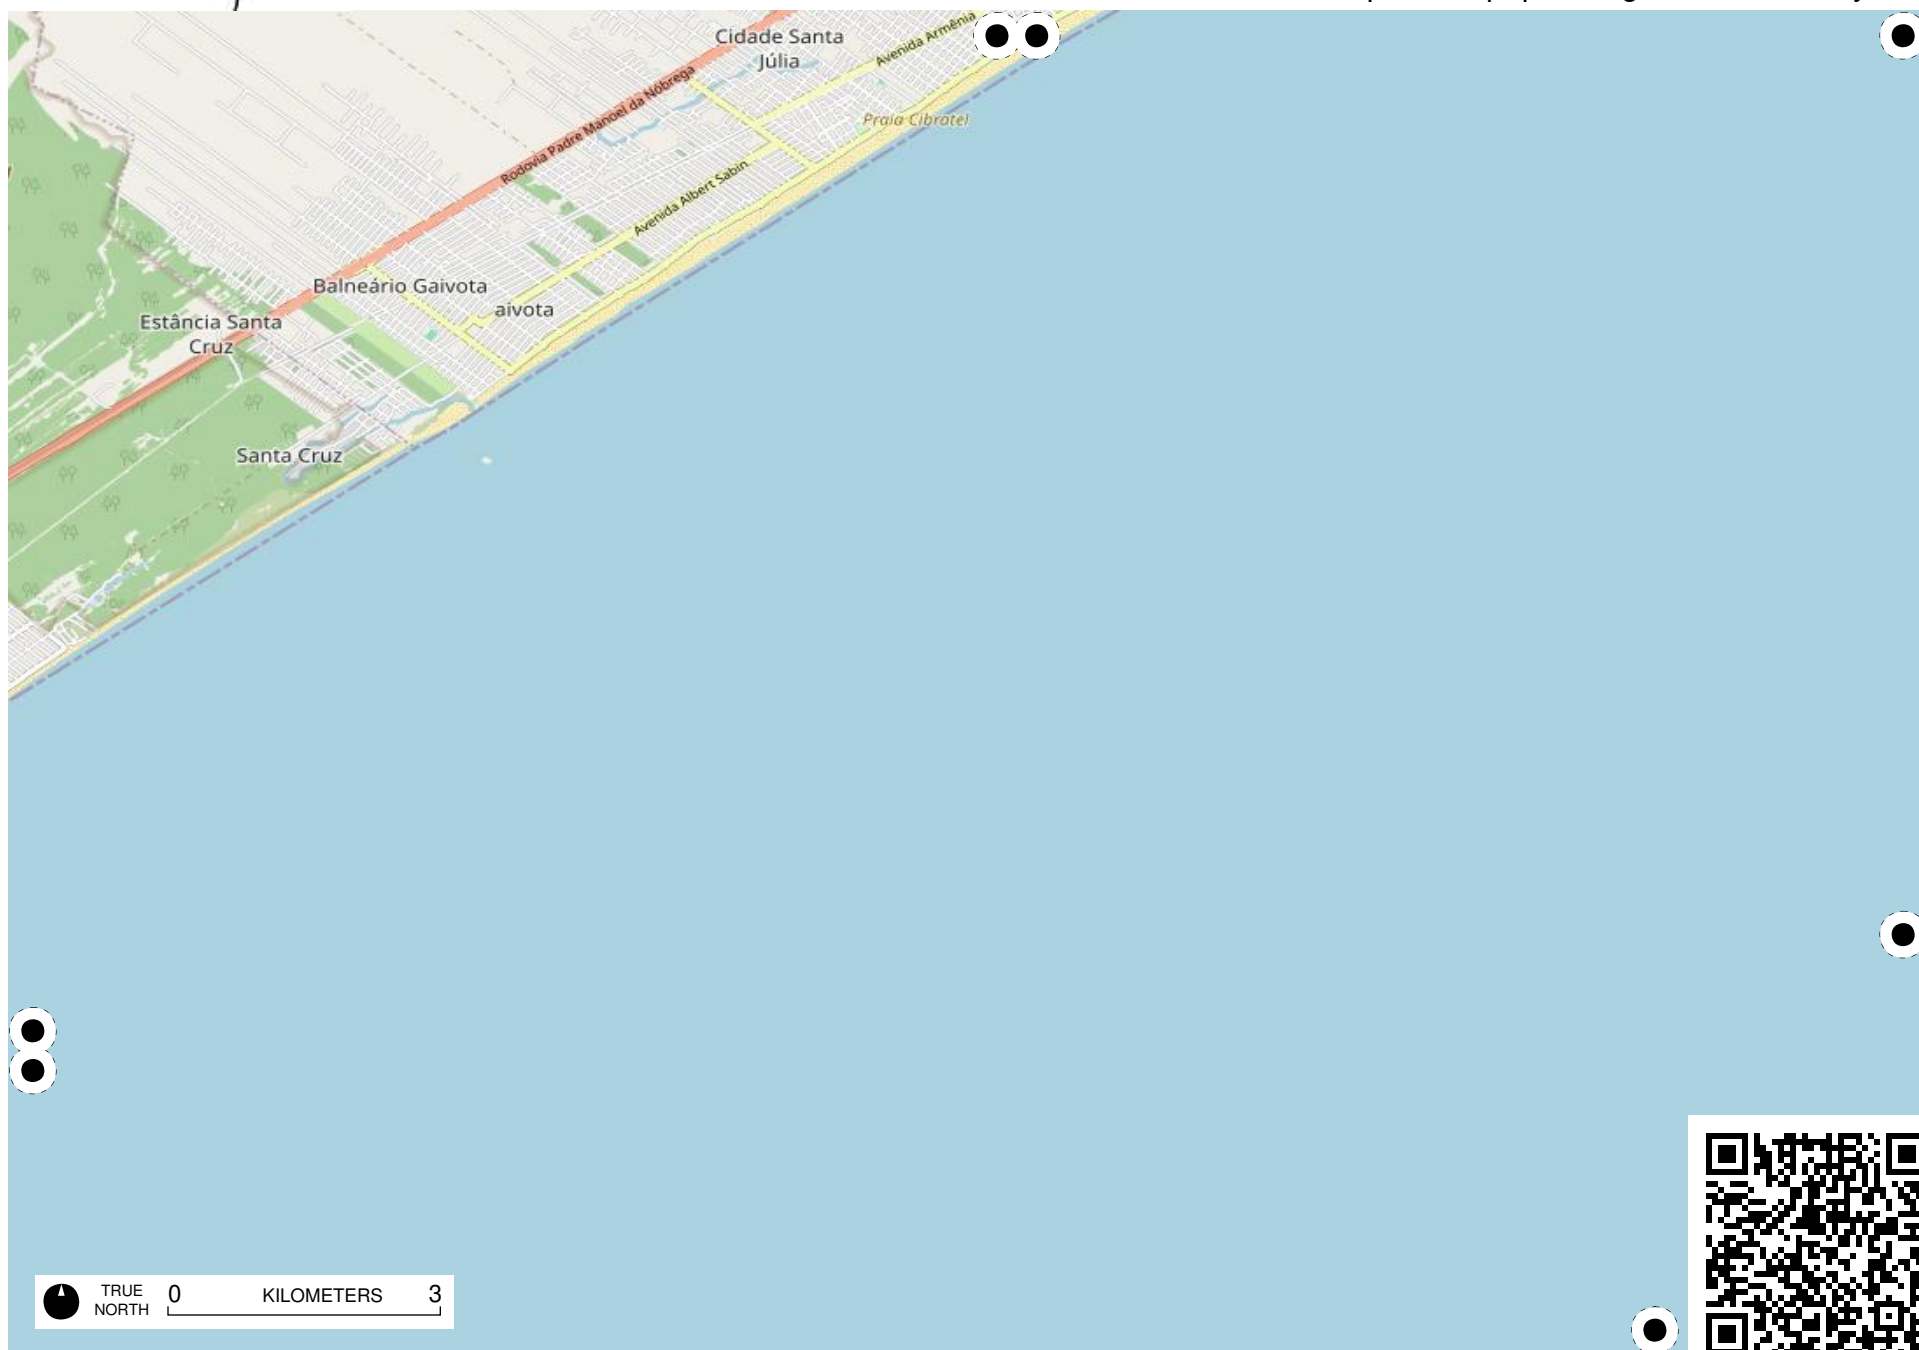 Cidade Santa
Júlia
Avenida Armênia
Rodovia Padre Manoel da Nóbrega
Praia Cibratel
Avenida Albert Sabin
Balneário Gaivota
aivota
Estância Santa
Cruz
Santa Cruz
TRUE
NORTH
0 KILOMETERS 3